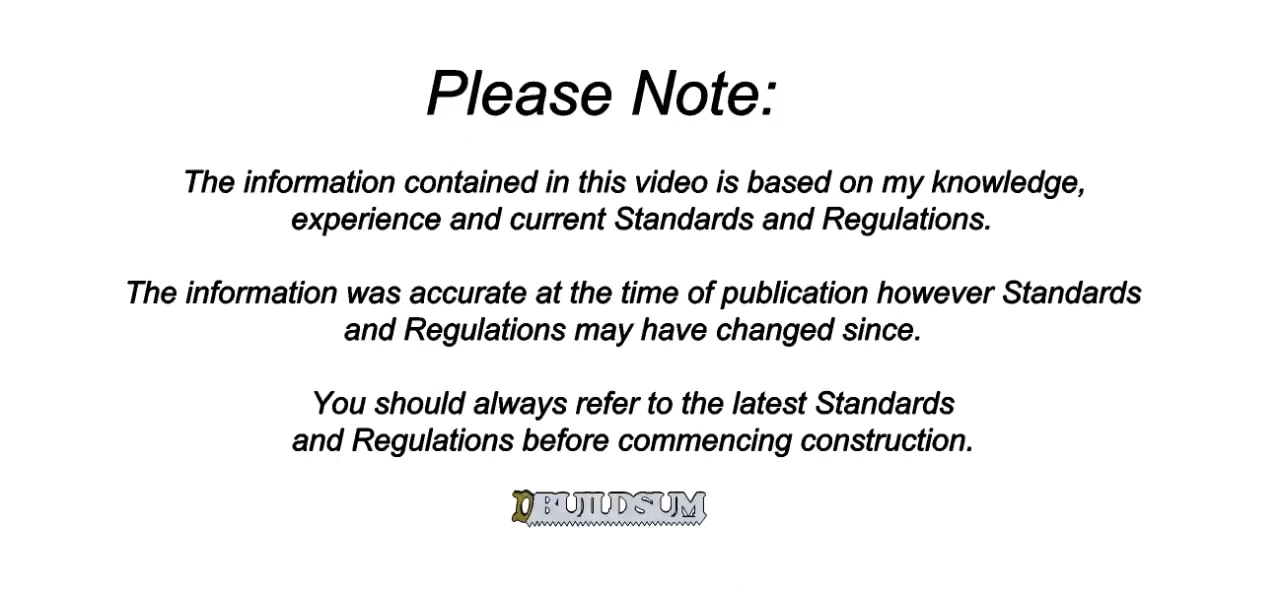 Please Note:
The information contained in this video is based on my knowledge,
experience and current Standards and Regulations.
The information was accurate at the time of publication however Standards
and Regulations may have changed since.
You should always refer to the latest Standards
and Regulations before commencing construction.
BUILDSUM